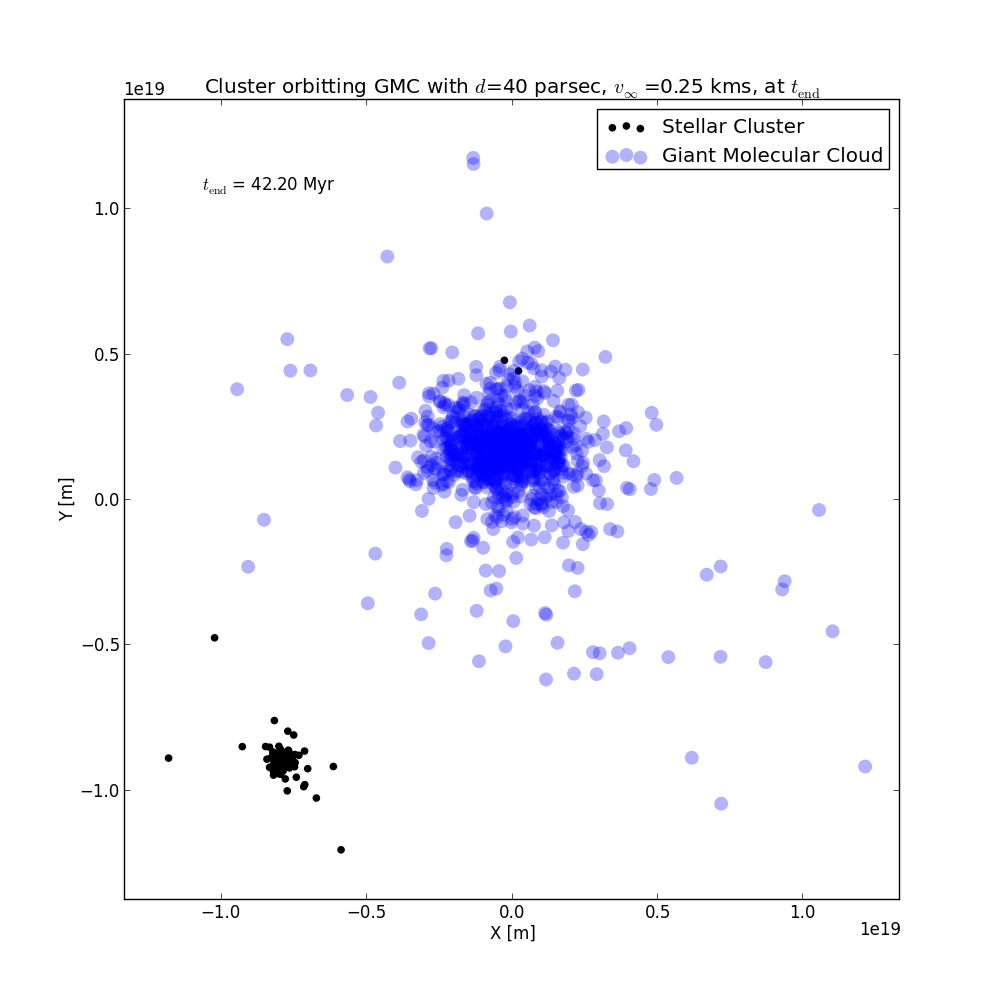 1e19
Cluster orbitting GMC with d=40 parsec, v∞ =0.25 kms, at t_end
Stellar Cluster
Giant Molecular Cloud
t_end = 42.20 Myr
1.0
0.5
0.0
−0.5
−1.0
Y [m]
−1.0
−0.5
0.0
0.5
1.0
X [m]
1e19